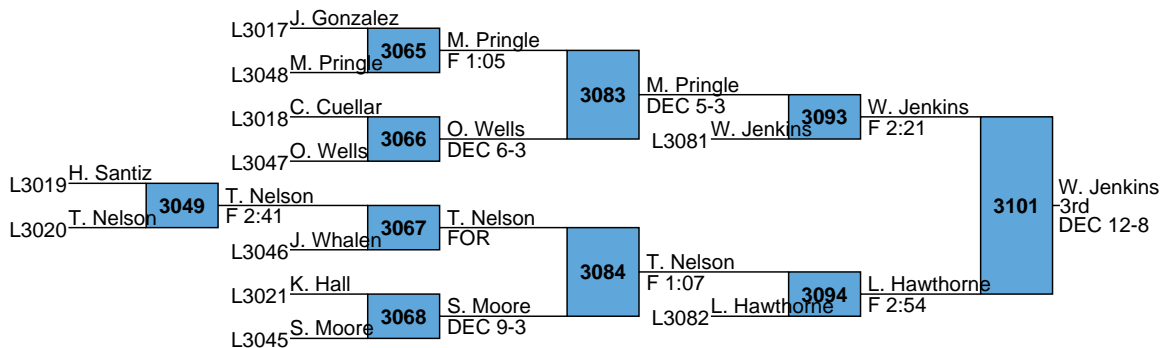 L3017 J. Gonzalez
3065
L3048 M. Pringle
M. Pringle
F 1:05
3083
L3018 C. Cuellar
3066
L3047 O. Wells
O. Wells
DEC 6-3
M. Pringle
DEC 5-3
3093
L3081 W. Jenkins
W. Jenkins
F 2:21
L3019 H. Santiz
3049
L3020 T. Nelson
T. Nelson
F 2:41
3067
L3046 J. Whalen
T. Nelson
FOR
3084
L3021 K. Hall
3068
L3045 S. Moore
S. Moore
DEC 9-3
T. Nelson
F 1:07
3094
L3082 L. Hawthorne
L. Hawthorne
F 2:54
3101
W. Jenkins
3rd
DEC 12-8